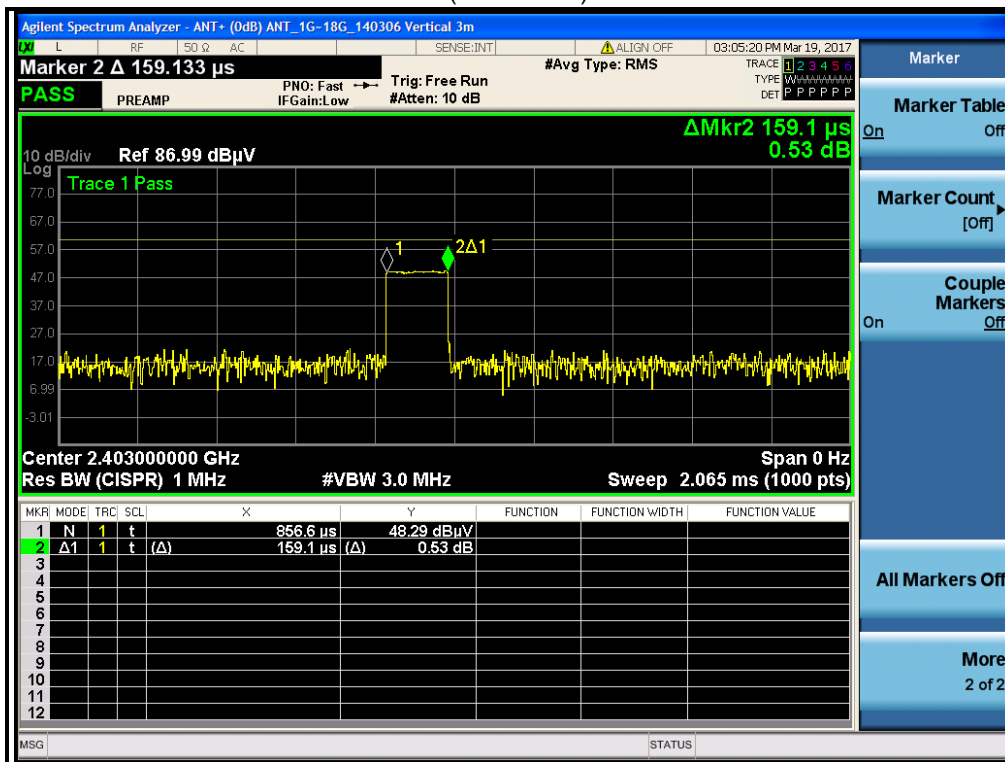 Agilent Spectrum Analyzer - ANT+ (0dB) ANT_1G~18G_140306 Vertical 3m
LXI L RF 50 Ω AC SENSE:INT ALIGN OFF 03:05:20 PM Mar 19, 2017
Marker 2 Δ 159.133 µs
PASS PREAMP
PNO: Fast
IFGain:Low
Trig: Free Run
#Atten: 10 dB
#Avg Type: RMS
TRACE 1 2 3 4 5 6
TYPE
DET P P P P P P
ΔMkr2 159.1 µs
0.53 dB
10 dB/div Ref 86.99 dBµV
Log
Trace 1 Pass
77.0
67.0
57.0
47.0
37.0
27.0
17.0
6.99
-3.01
1
2Δ1
Center 2.403000000 GHz Span 0 Hz
Res BW (CISPR) 1 MHz #VBW 3.0 MHz Sweep 2.065 ms (1000 pts)
MKR MODE TRC SCL X Y FUNCTION FUNCTION WIDTH FUNCTION VALUE
1 N 1 t 856.6 µs 48.29 dBµV
2 Δ1 1 t (Δ) 159.1 µs (Δ) 0.53 dB
3
4
5
6
7
8
9
10
11
12
MSG STATUS
Marker
Marker Table
On Off
Marker Count
[Off]
Couple
Markers
On Off
All Markers Off
More
2 of 2